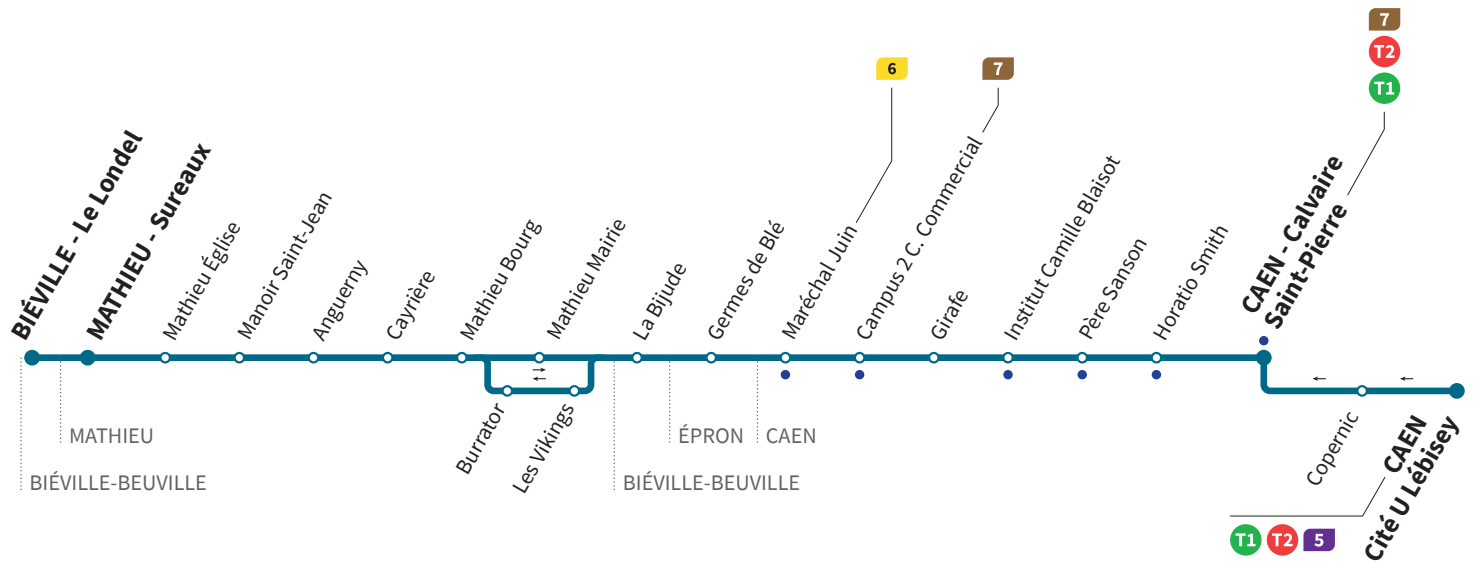 7
T2
T1
6
7
BIÉVILLE - Le Londel
MATHIEU - Sureaux
Mathieu Église
Manoir Saint-Jean
Anguerny
Cayrière
Mathieu Bourg
Mathieu Mairie
La Bijude
Germes de Blé
Maréchal Juin
Campus 2 C. Commercial
Girafe
Institut Camille Blaisot
Père Sanson
Horatio Smith
CAEN - Calvaire
Saint-Pierre
Burrator
Les Vikings
Copernic
CAEN
Cité U Lébisey
MATHIEU
ÉPRON
CAEN
BIÉVILLE-BEUVILLE
BIÉVILLE-BEUVILLE
T1 T2 5